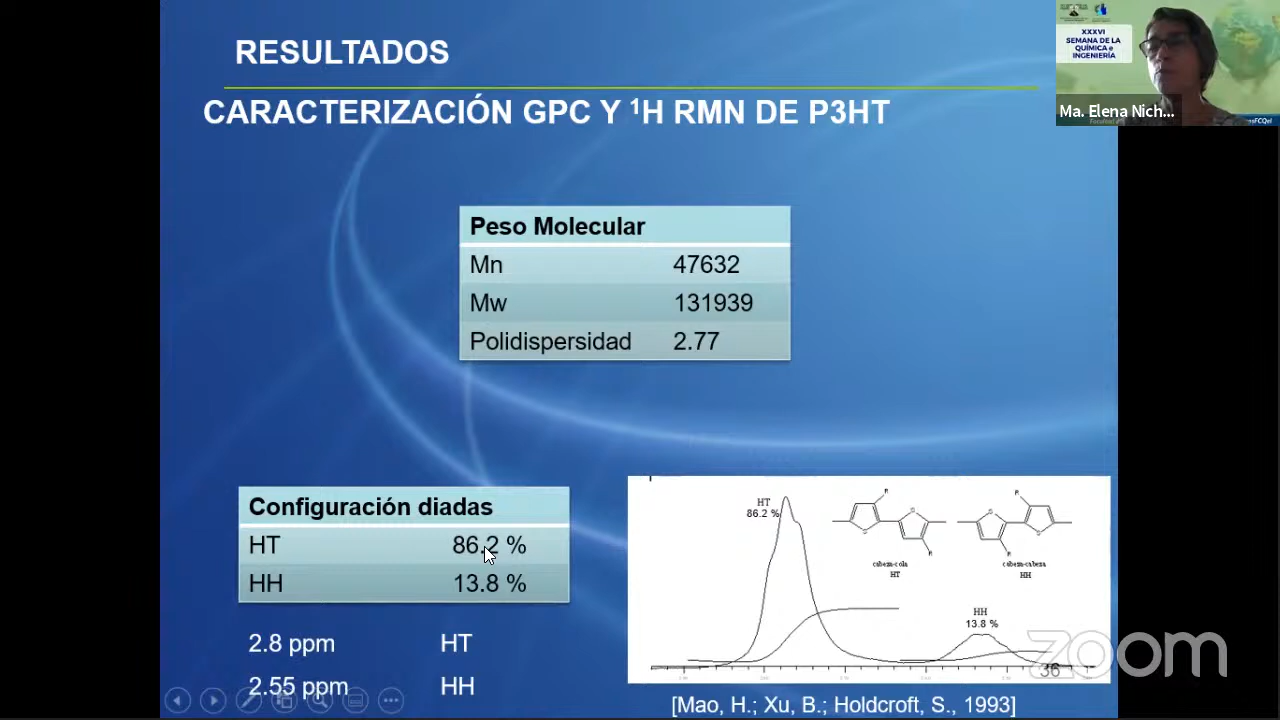 RESULTADOS
CARACTERIZACIÓN GPC Y ¹H RMN DE P3HT
XXXVI
SEMANA DE LA
QUÍMICA e
INGENIERÍA
Ma. Elena Nich...
Peso Molecular
Mn 47632
Mw 131939
Polidispersidad 2.77
Configuración diadas
HT 86.2 %
HH 13.8 %
2.8 ppm HT
2.55 ppm HH
HT
86.2 %
R
S
S
R
cabeza-cola
HT
R
S
S
R
cabeza-cabeza
HH
HH
13.8 %
36
zoom
[Mao, H.; Xu, B.; Holdcroft, S., 1993]